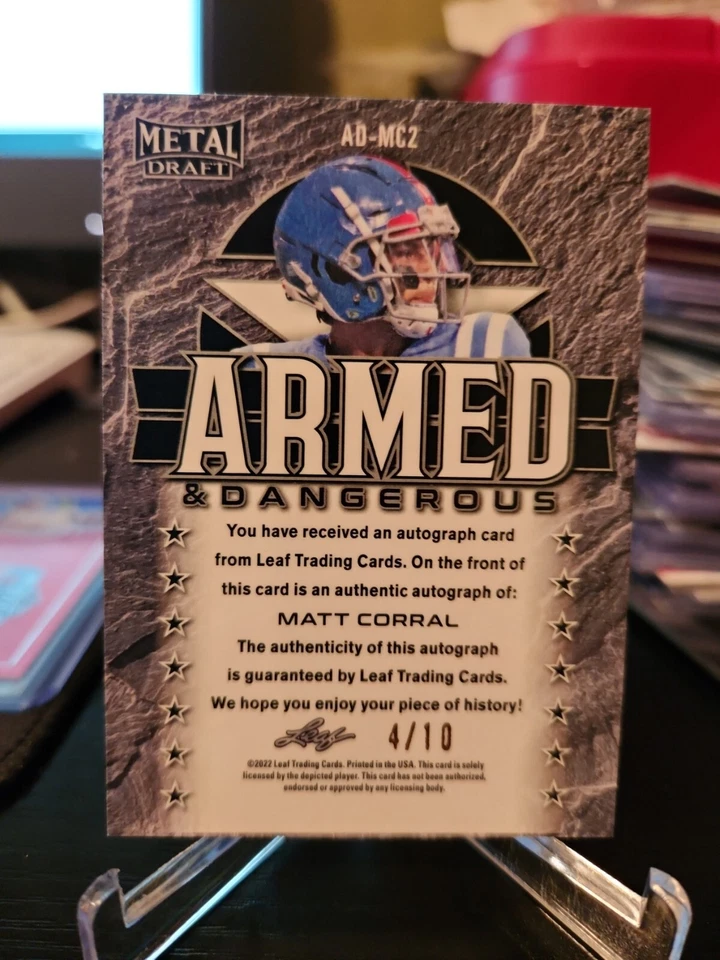 METAL
DRAFT
AD-MC2
ARMED
& DANGEROUS
You have received an autograph card
from Leaf Trading Cards. On the front of
this card is an authentic autograph of:
MATT CORRAL
The authenticity of this autograph
is guaranteed by Leaf Trading Cards.
We hope you enjoy your piece of history!
Leaf
4/10
©2022 Leaf Trading Cards. Printed in the USA. This card is solely
licensed by the depicted player. This card has not been authorized,
endorsed or approved by any licensing body.